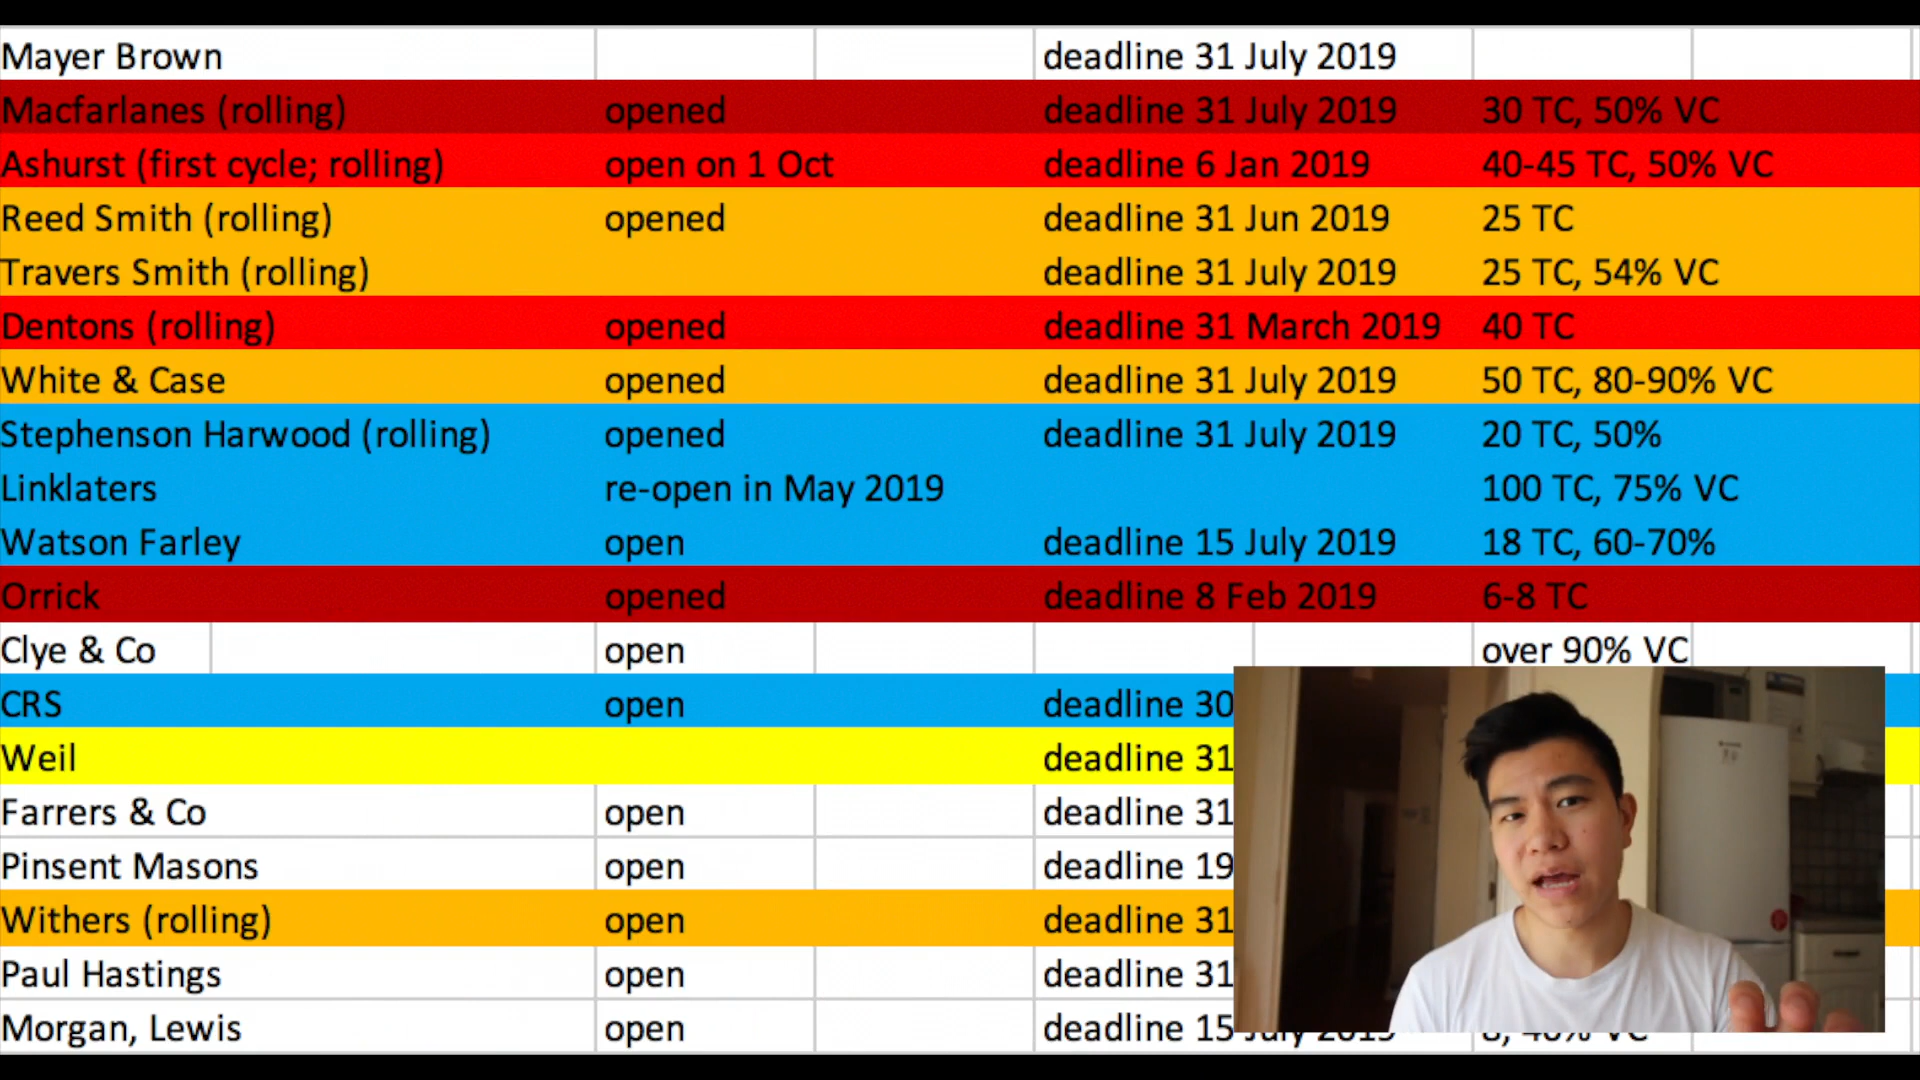 Mayer Brown deadline 31 July 2019
Macfarlanes (rolling) opened deadline 31 July 2019 30 TC, 50% VC
Ashurst (first cycle; rolling) open on 1 Oct deadline 6 Jan 2019 40-45 TC, 50% VC
Reed Smith (rolling) opened deadline 31 Jun 2019 25 TC
Travers Smith (rolling) deadline 31 July 2019 25 TC, 54% VC
Dentons (rolling) opened deadline 31 March 2019 40 TC
White & Case opened deadline 31 July 2019 50 TC, 80-90% VC
Stephenson Harwood (rolling) opened deadline 31 July 2019 20 TC, 50%
Linklaters re-open in May 2019 100 TC, 75% VC
Watson Farley open deadline 15 July 2019 18 TC, 60-70%
Orrick opened deadline 8 Feb 2019 6-8 TC
Clye & Co open over 90% VC
CRS open deadline 30
Weil deadline 31
Farrers & Co open deadline 31
Pinsent Masons open deadline 19
Withers (rolling) open deadline 31
Paul Hastings open deadline 31
Morgan, Lewis open deadline 15 July 2019